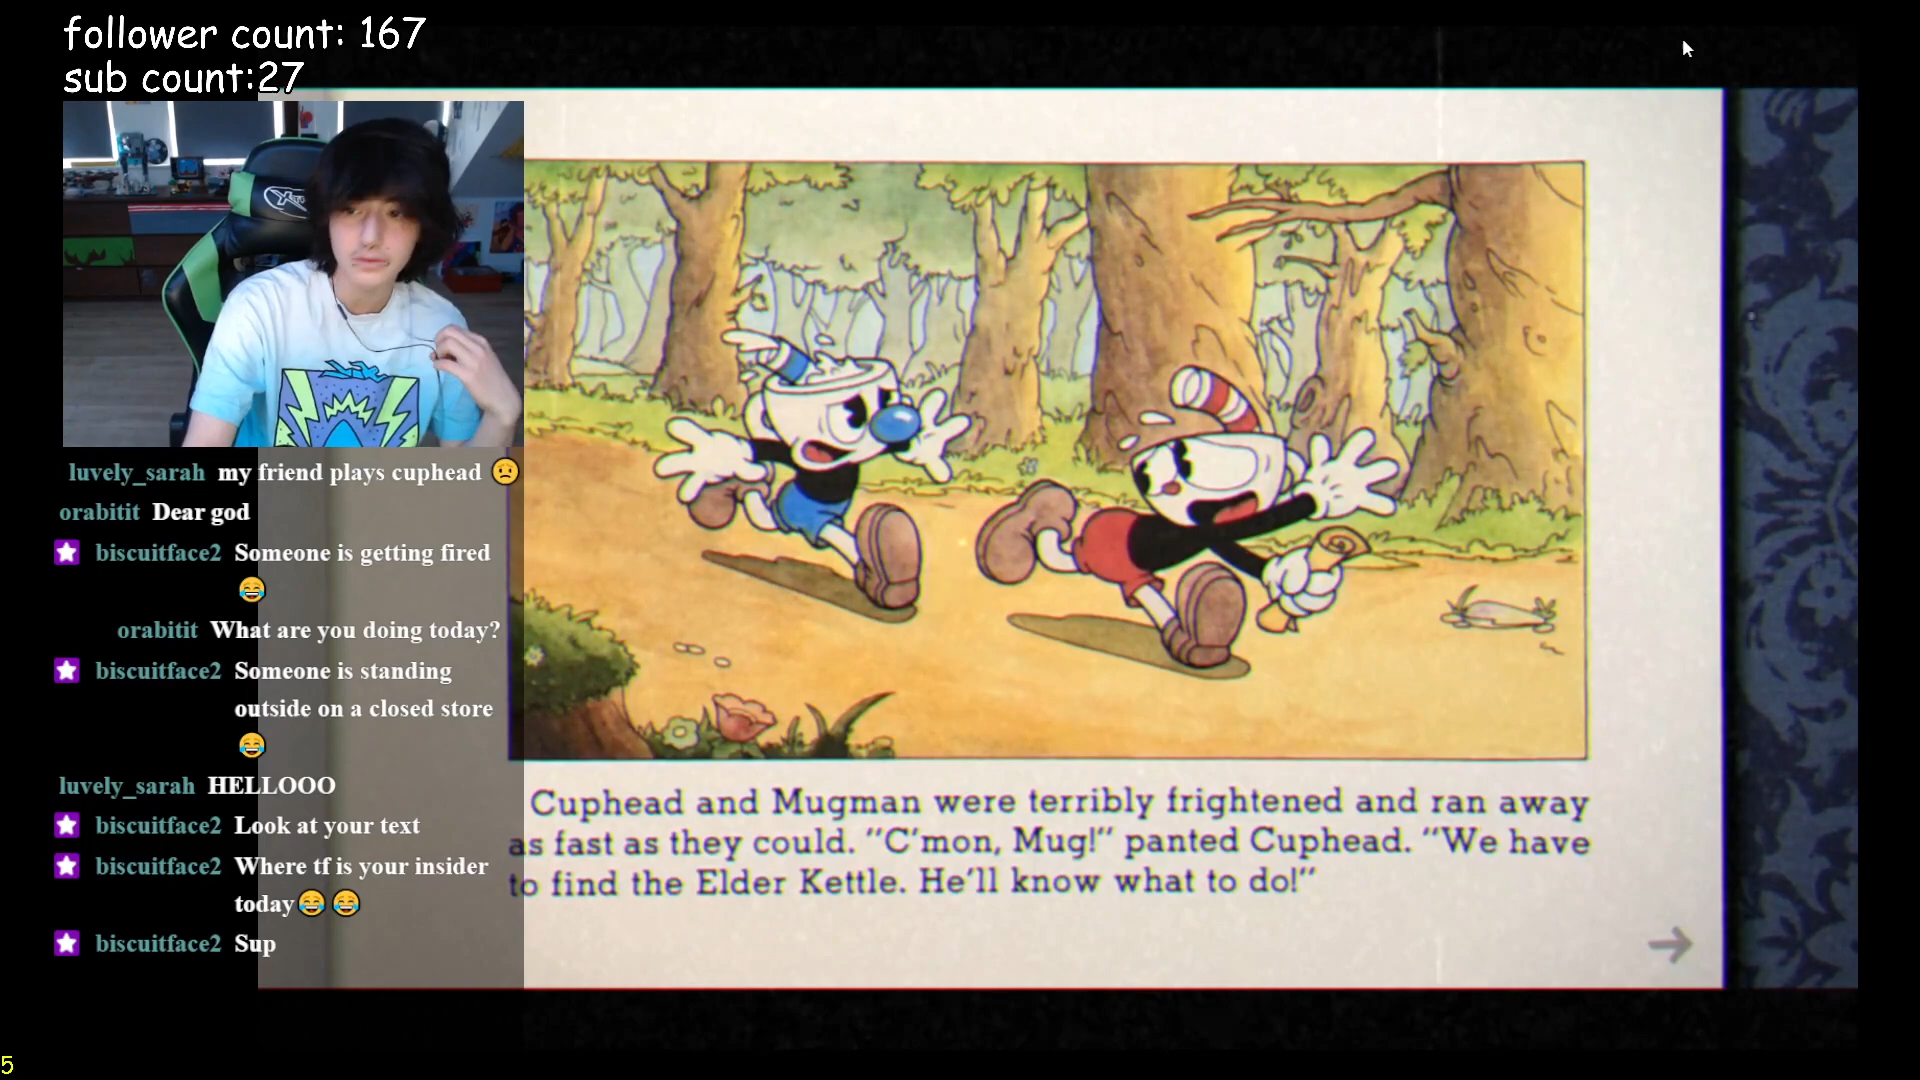 follower count: 167
sub count:27
luvely_sarah my friend plays cuphead 😟
orabitit Dear god
biscuitface2 Someone is getting fired
😂
orabitit What are you doing today?
biscuitface2 Someone is standing
outside on a closed store
😂
luvely_sarah HELLOOO
biscuitface2 Look at your text
biscuitface2 Where tf is your insider
today😂 😂
biscuitface2 Sup
Cuphead and Mugman were terribly frightened and ran away
as fast as they could. “C’mon, Mug!” panted Cuphead. “We have
to find the Elder Kettle. He’ll know what to do!”
5